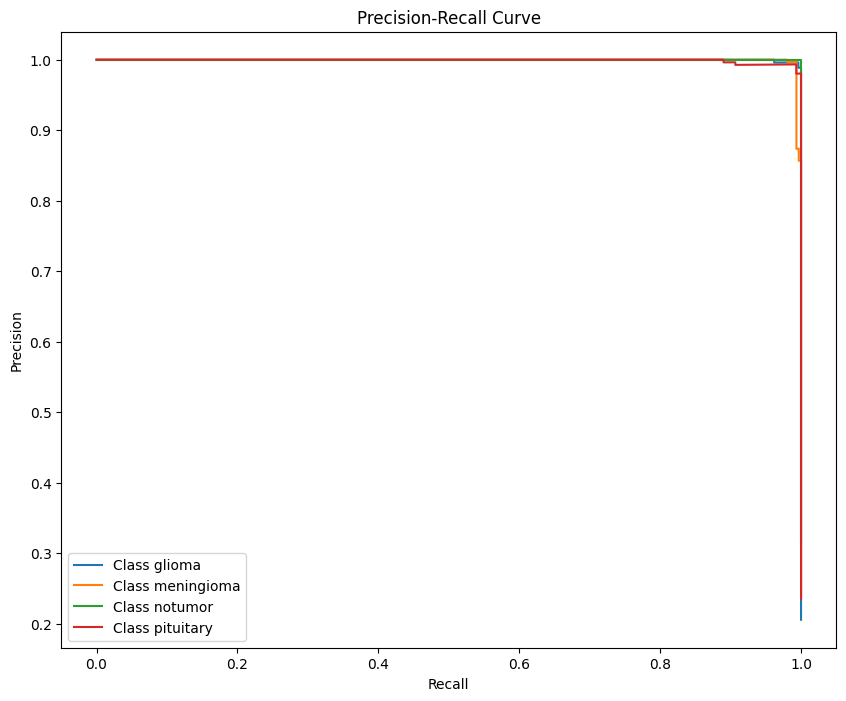 Precision-Recall Curve
1.0
0.9
0.8
0.7
0.6
0.5
0.4
0.3
0.2
Precision
Class glioma
Class meningioma
Class notumor
Class pituitary
0.0 0.2 0.4 0.6 0.8 1.0
Recall